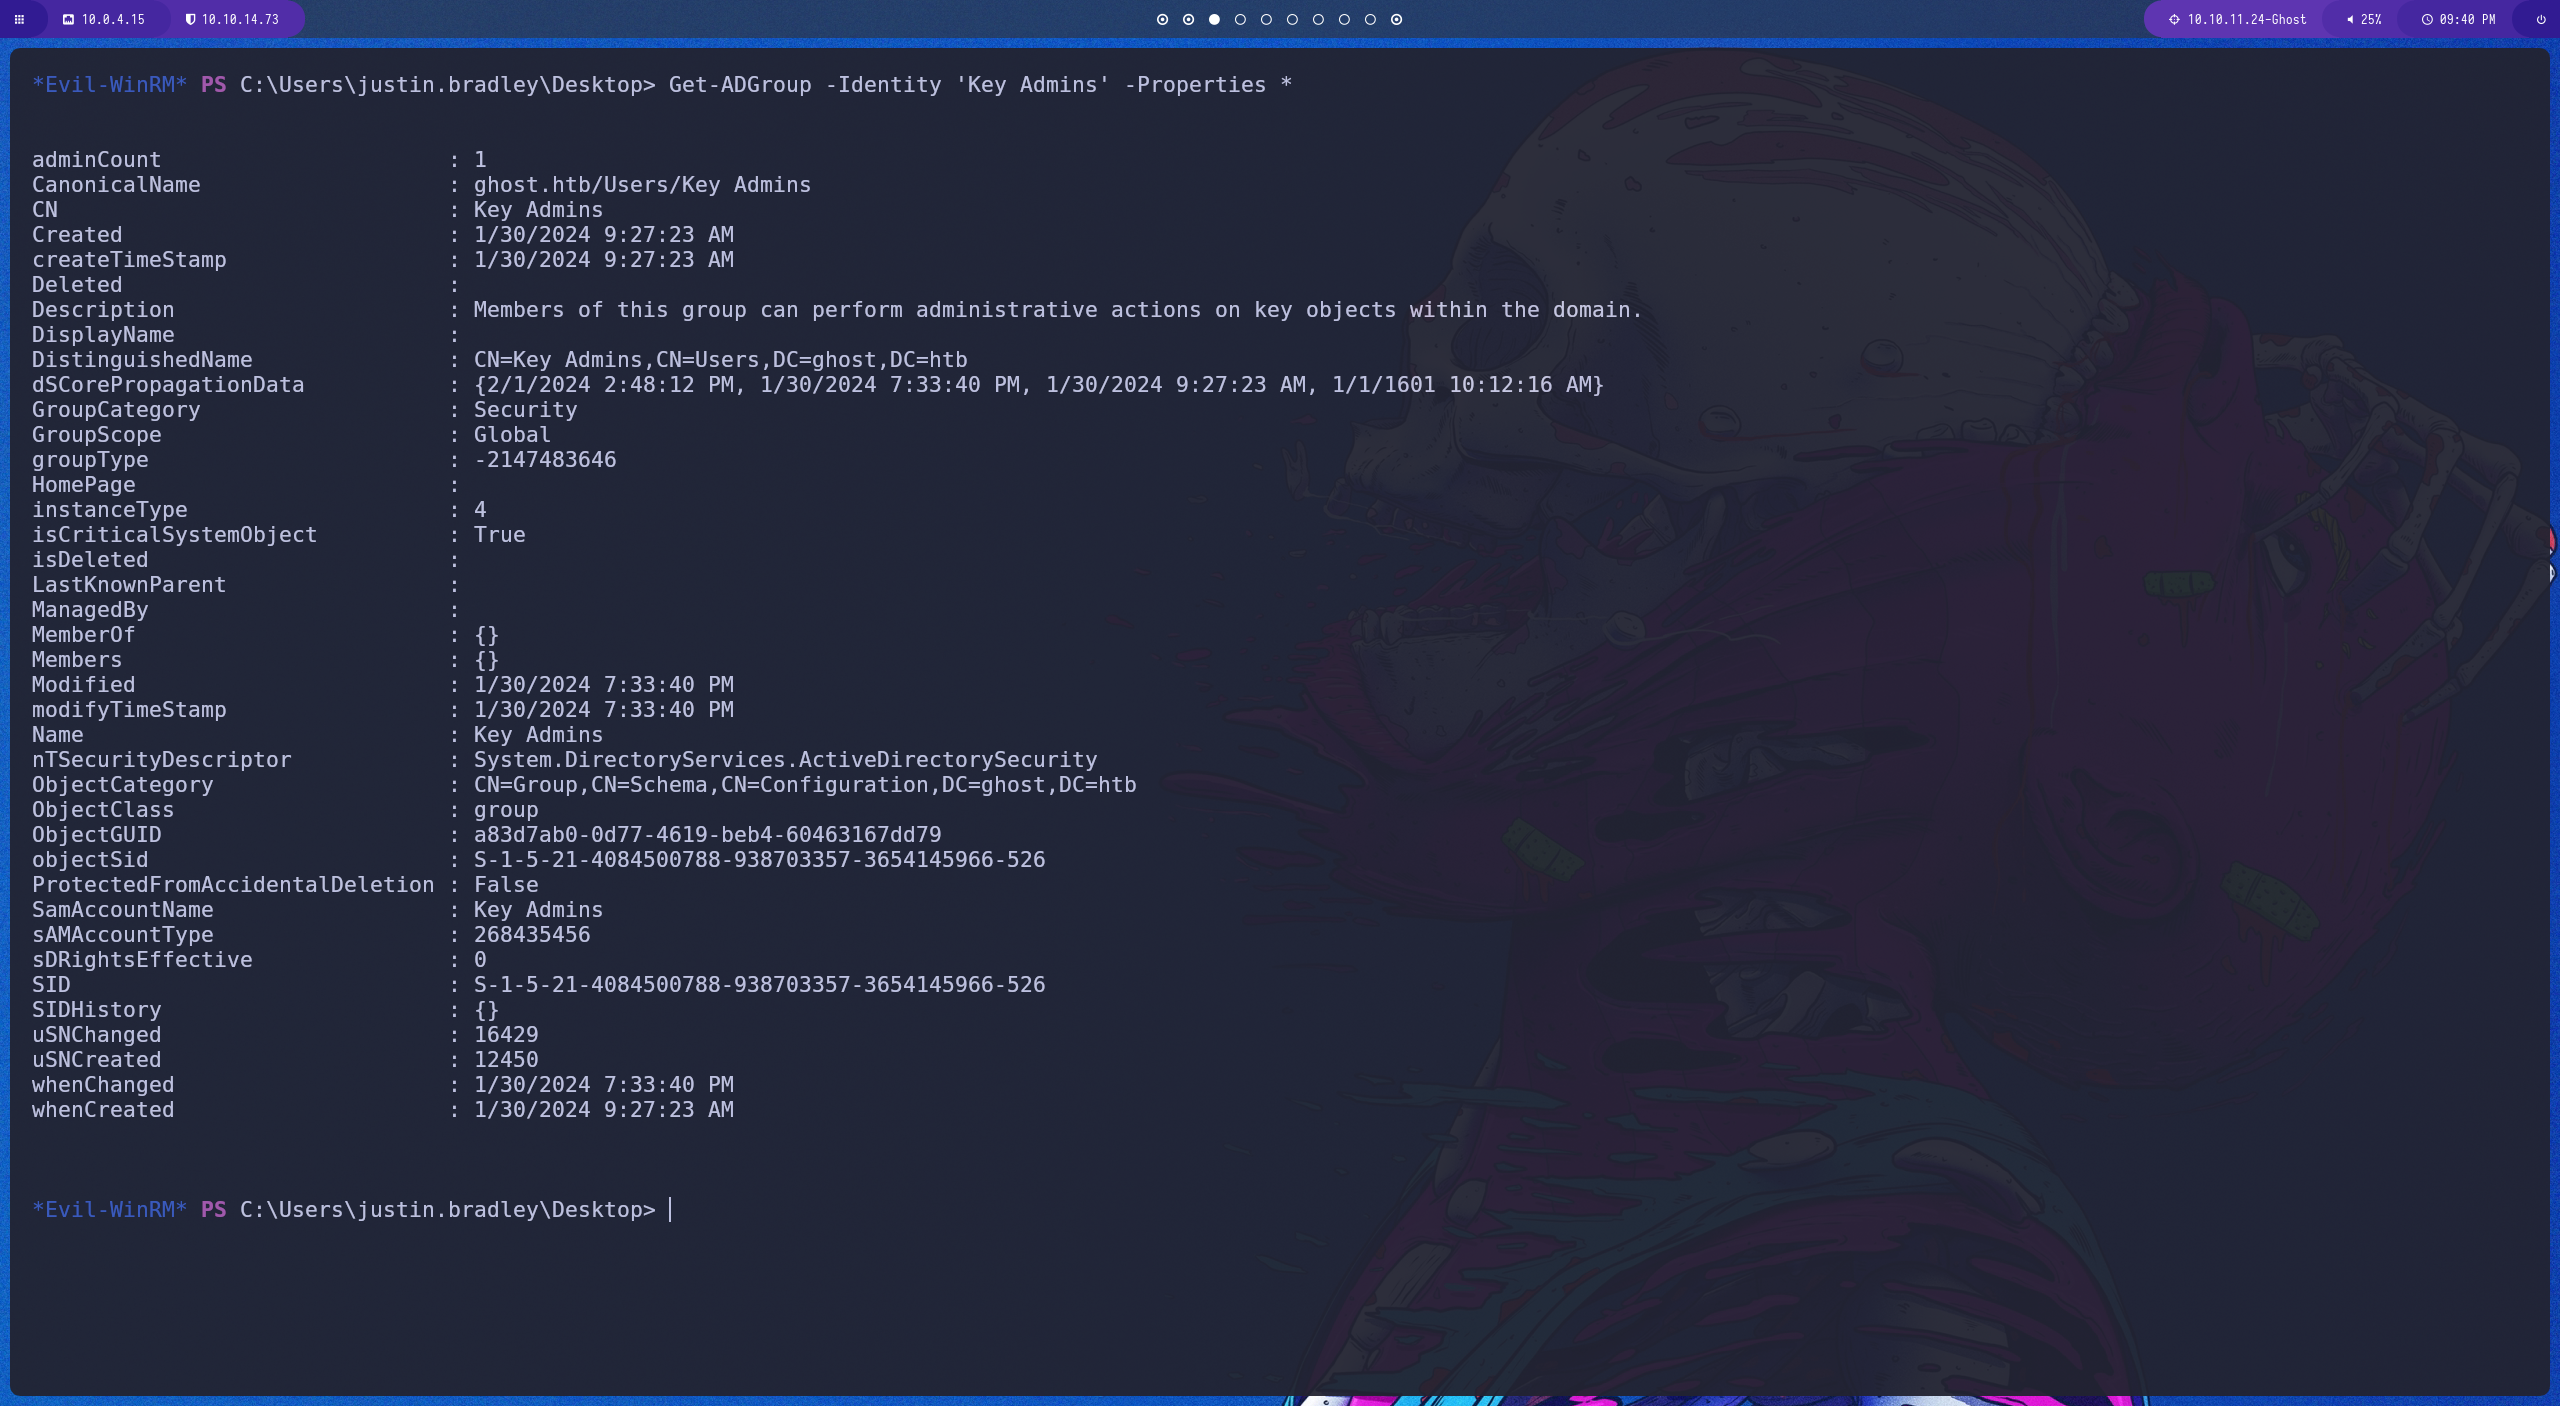 10.0.4.15 10.10.14.73 10.10.11.24-Ghost 25% 09:40 PM
*Evil-WinRM* PS C:\Users\justin.bradley\Desktop> Get-ADGroup -Identity 'Key Admins' -Properties *
adminCount : 1
CanonicalName : ghost.htb/Users/Key Admins
CN : Key Admins
Created : 1/30/2024 9:27:23 AM
createTimeStamp : 1/30/2024 9:27:23 AM
Deleted :
Description : Members of this group can perform administrative actions on key objects within the domain.
DisplayName :
DistinguishedName : CN=Key Admins,CN=Users,DC=ghost,DC=htb
dSCorePropagationData : {2/1/2024 2:48:12 PM, 1/30/2024 7:33:40 PM, 1/30/2024 9:27:23 AM, 1/1/1601 10:12:16 AM}
GroupCategory : Security
GroupScope : Global
groupType : -2147483646
HomePage :
instanceType : 4
isCriticalSystemObject : True
isDeleted :
LastKnownParent :
ManagedBy :
MemberOf : {}
Members : {}
Modified : 1/30/2024 7:33:40 PM
modifyTimeStamp : 1/30/2024 7:33:40 PM
Name : Key Admins
nTSecurityDescriptor : System.DirectoryServices.ActiveDirectorySecurity
ObjectCategory : CN=Group,CN=Schema,CN=Configuration,DC=ghost,DC=htb
ObjectClass : group
ObjectGUID : a83d7ab0-0d77-4619-beb4-60463167dd79
objectSid : S-1-5-21-4084500788-938703357-3654145966-526
ProtectedFromAccidentalDeletion : False
SamAccountName : Key Admins
sAMAccountType : 268435456
sDRightsEffective : 0
SID : S-1-5-21-4084500788-938703357-3654145966-526
SIDHistory : {}
uSNChanged : 16429
uSNCreated : 12450
whenChanged : 1/30/2024 7:33:40 PM
whenCreated : 1/30/2024 9:27:23 AM
*Evil-WinRM* PS C:\Users\justin.bradley\Desktop>